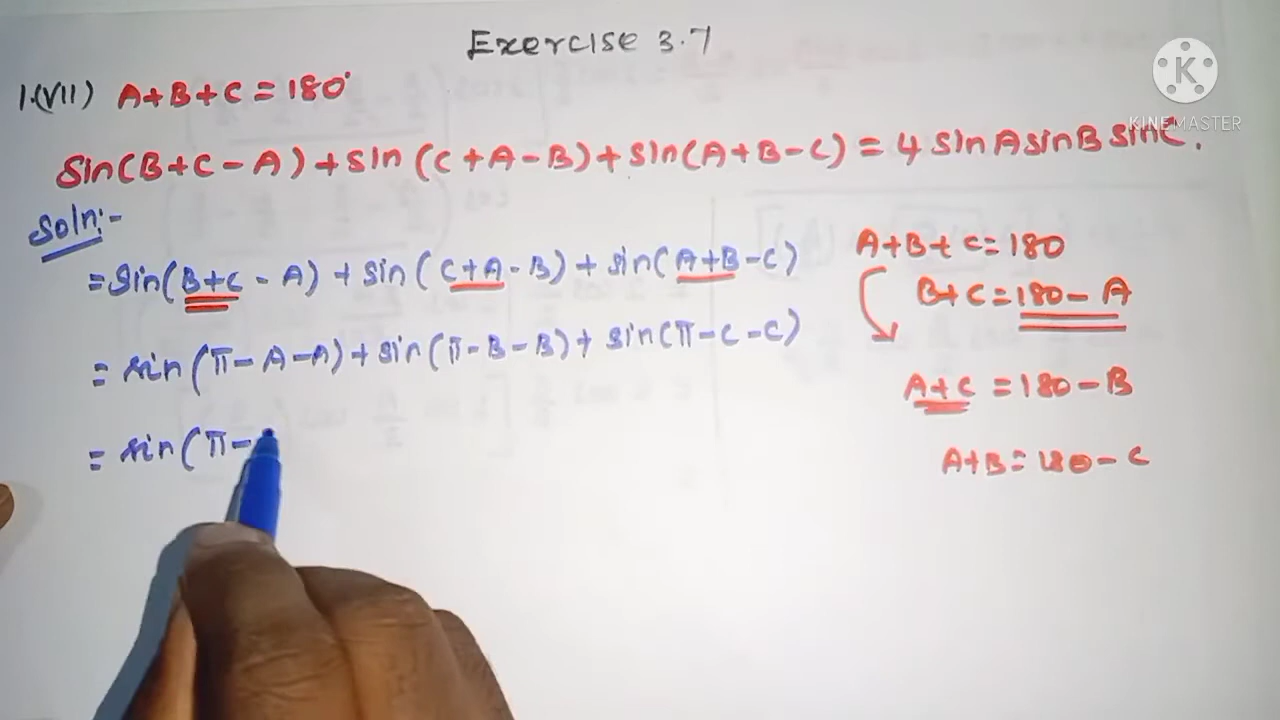 Exercise 3.7
K
KINEMASTER
1.(VII) A+B+C=180°
Sin(B+C-A)+sin(C+A-B)+sin(A+B-C)=4 sinA sinB sinC.
Soln:-
=sin(B+C-A)+sin(C+A-B)+sin(A+B-C)
=sin(π-A-A)+sin(π-B-B)+sin(π-C-C)
=sin(π-
A+B+C=180
B+C=180-A
A+C=180-B
A+B=180-C